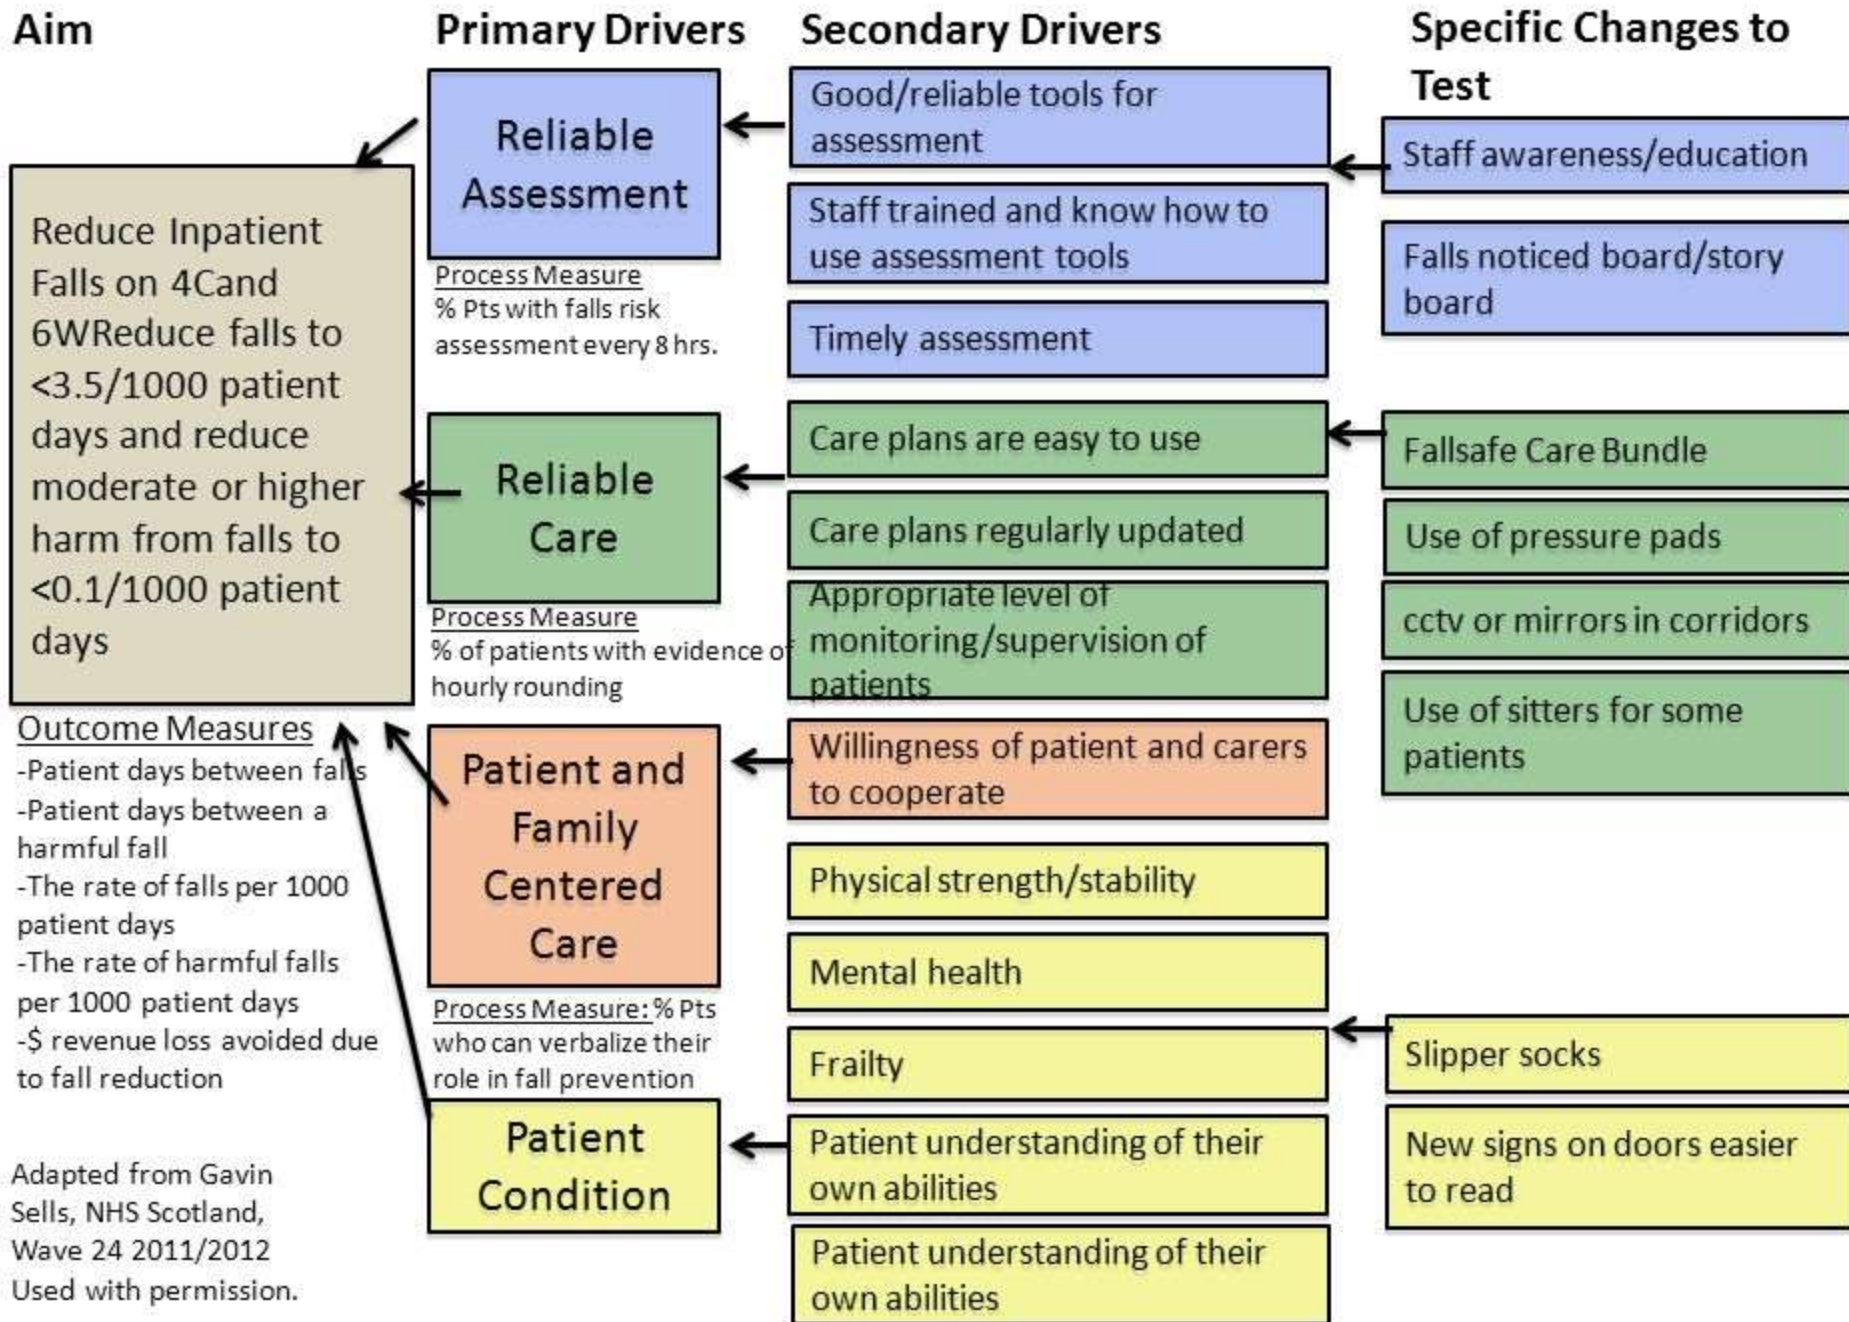 Aim
Reduce Inpatient
Falls on 4Cand
6WReduce falls to
<3.5/1000 patient
days and reduce
moderate or higher
harm from falls to
<0.1/1000 patient
days
Outcome Measures
-Patient days between falls
-Patient days between a
harmful fall
-The rate of falls per 1000
patient days
-The rate of harmful falls
per 1000 patient days
-$ revenue loss avoided due
to fall reduction
Adapted from Gavin
Sells, NHS Scotland,
Wave 24 2011/2012
Used with permission.
Primary Drivers
Reliable
Assessment
Process Measure
% Pts with falls risk
assessment every 8 hrs.
Reliable
Care
Process Measure
% of patients with evidence of
hourly rounding
Patient and
Family
Centered
Care
Process Measure: % Pts
who can verbalize their
role in fall prevention
Patient
Condition
Secondary Drivers
Good/reliable tools for
assessment
Staff trained and know how to
use assessment tools
Timely assessment
Care plans are easy to use
Care plans regularly updated
Appropriate level of
monitoring/supervision of
patients
Willingness of patient and carers
to cooperate
Physical strength/stability
Mental health
Frailty
Patient understanding of their
own abilities
Patient understanding of their
own abilities
Specific Changes to
Test
Staff awareness/education
Falls noticed board/story
board
Fallsafe Care Bundle
Use of pressure pads
cctv or mirrors in corridors
Use of sitters for some
patients
Slipper socks
New signs on doors easier
to read